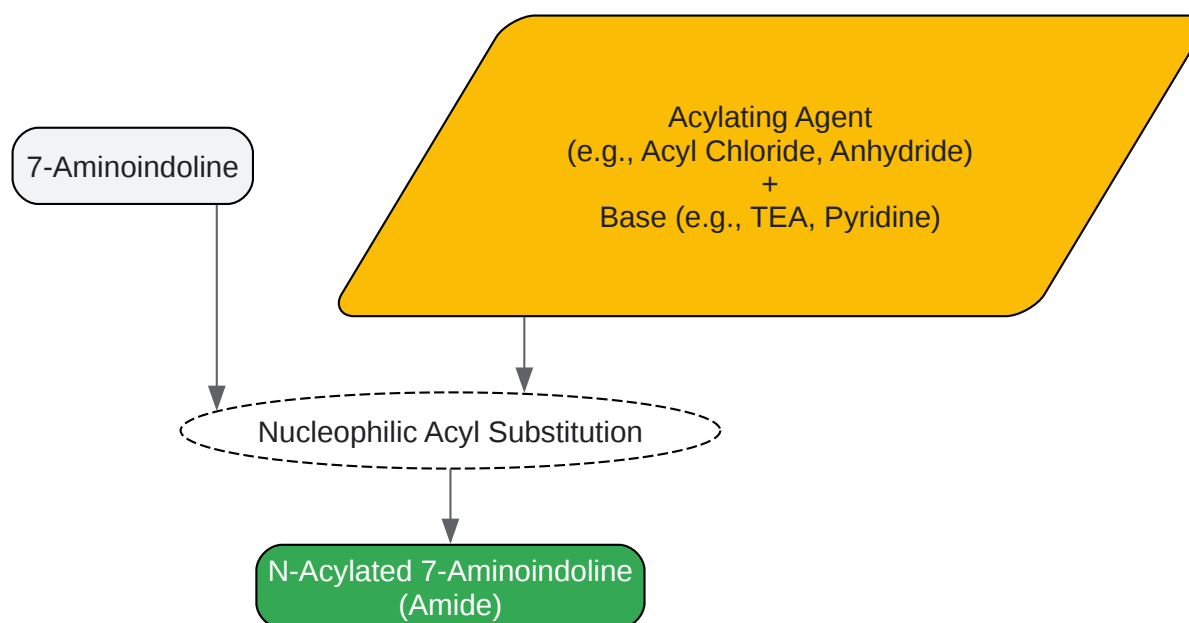 Acylating Agent
(e.g., Acyl Chloride, Anhydride)
+
Base (e.g., TEA, Pyridine)
7-Aminoindoline
Nucleophilic Acyl Substitution
N-Acylated 7-Aminoindoline
(Amide)